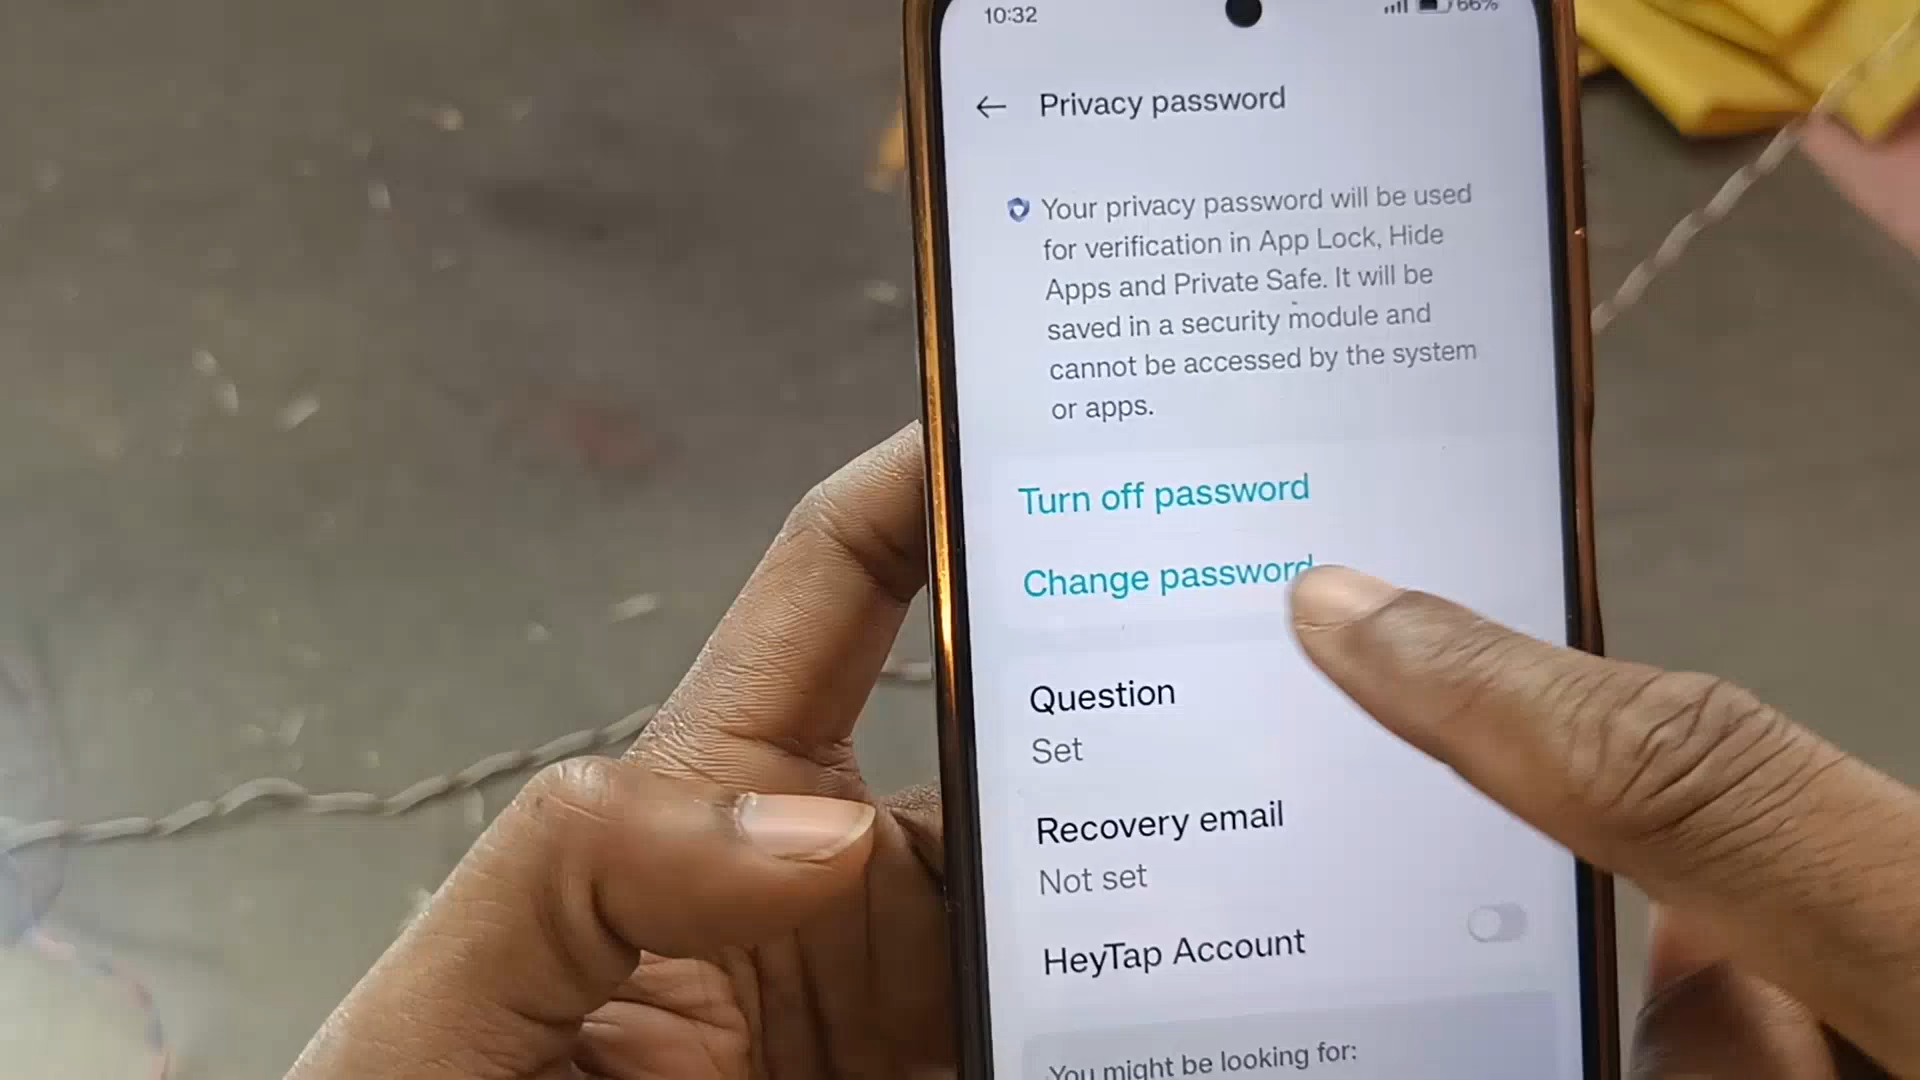 10:32
66%
Privacy password
Your privacy password will be used
for verification in App Lock, Hide
Apps and Private Safe. It will be
saved in a security module and
cannot be accessed by the system
or apps.
Turn off password
Change password
Question
Set
Recovery email
Not set
HeyTap Account
You might be looking for: